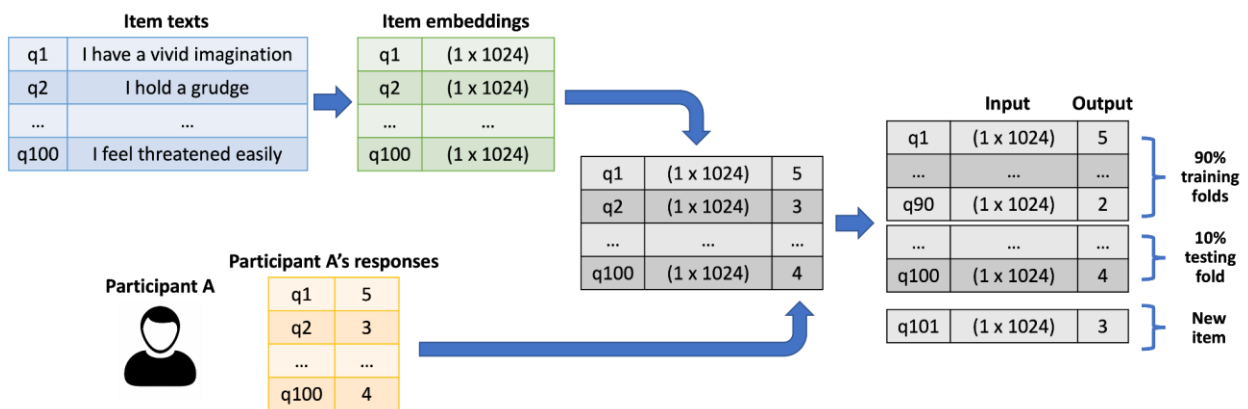 Item texts
q1 I have a vivid imagination
q2 I hold a grudge
... ...
q100 I feel threatened easily
Item embeddings
q1 (1 x 1024)
q2 (1 x 1024)
... ...
q100 (1 x 1024)
Participant A
Participant A’s responses
q1 5
q2 3
... ...
q100 4
q1 (1 x 1024) 5
q2 (1 x 1024) 3
... ... ...
q100 (1 x 1024) 4
Input Output
q1 (1 x 1024) 5
... ... ...
q90 (1 x 1024) 2
... ... ...
q100 (1 x 1024) 4
q101 (1 x 1024) 3
90%
training
folds
10%
testing
fold
New
item